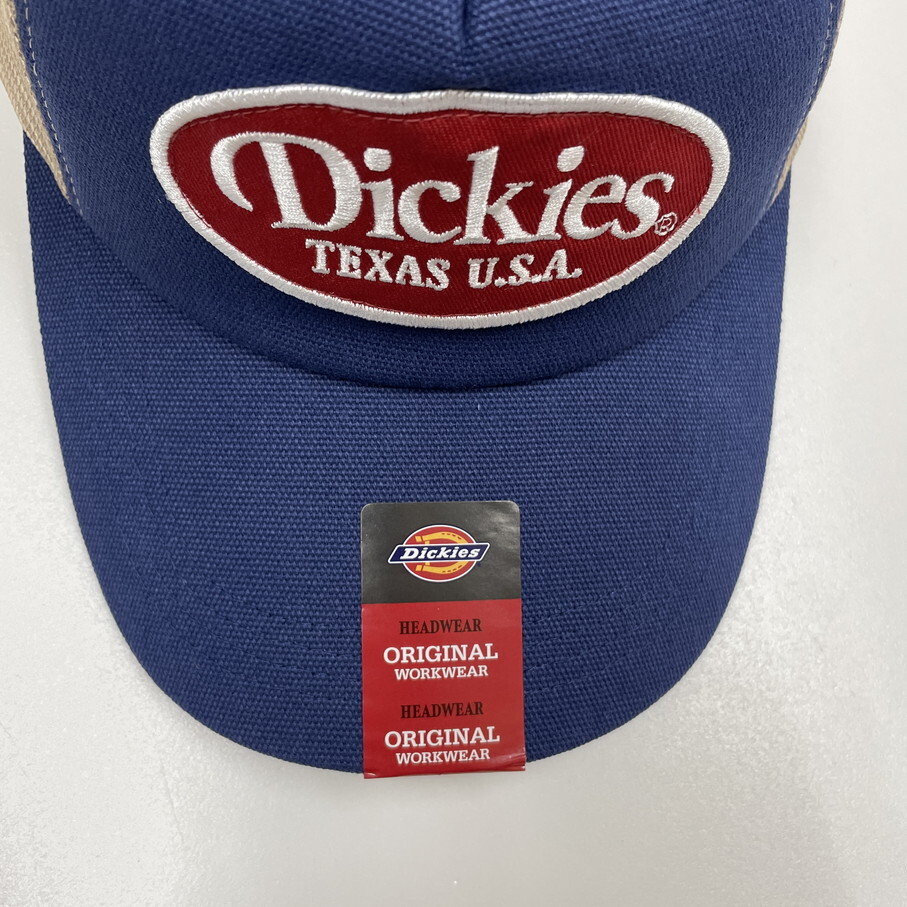 Dickies®
TEXAS U.S.A.
Dickies
HEADWEAR
ORIGINAL
WORKWEAR
HEADWEAR
ORIGINAL
WORKWEAR